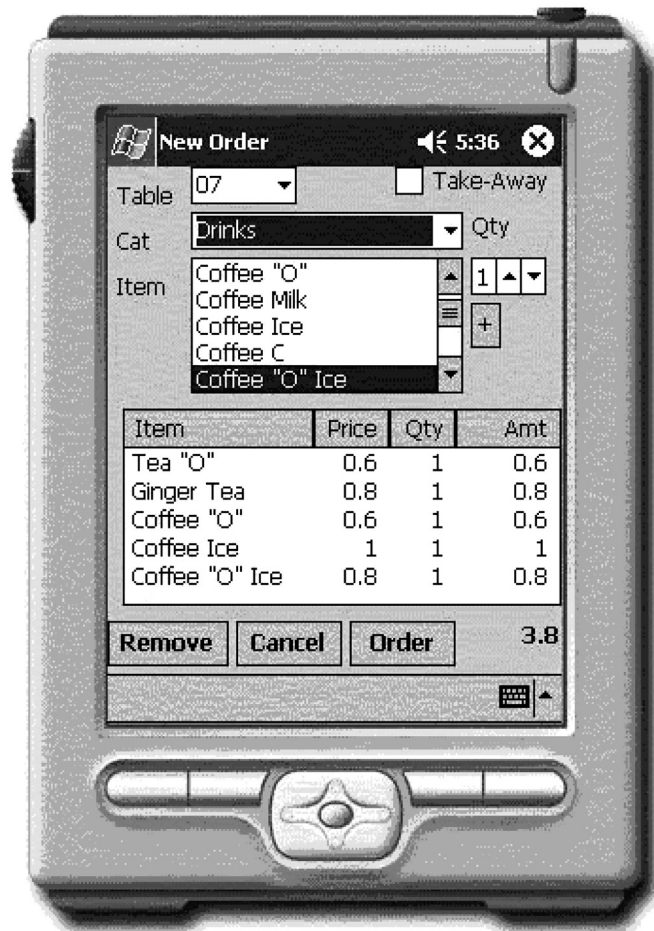 New Order 5:36
Table 07 Take-Away
Cat Drinks Qty
Item Coffee "O" 1
Coffee Milk
Coffee Ice +
Coffee C
Coffee "O" Ice
Item Price Qty Amt
Tea "O" 0.6 1 0.6
Ginger Tea 0.8 1 0.8
Coffee "O" 0.6 1 0.6
Coffee Ice 1 1 1
Coffee "O" Ice 0.8 1 0.8
Remove Cancel Order 3.8